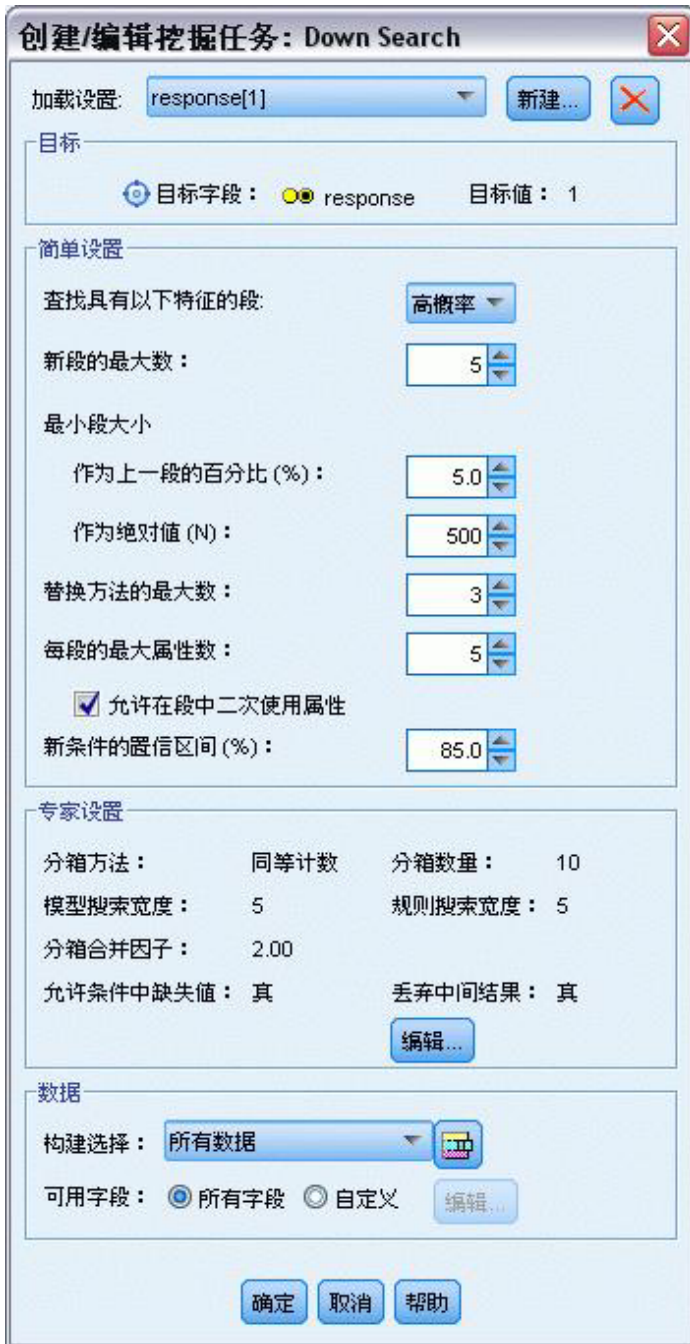 创建/编辑挖掘任务: Down Search
加载设置: response[1] 新建...
目标
目标字段: response 目标值: 1
简单设置
查找具有以下特征的段: 高概率
新段的最大数: 5
最小段大小
作为上一段的百分比(%): 5.0
作为绝对值(N): 500
替换方法的最大数: 3
每段的最大属性数: 5
允许在段中二次使用属性
新条件的置信区间(%): 85.0
专家设置
分箱方法: 同等计数 分箱数量: 10
模型搜索宽度: 5 规则搜索宽度: 5
分箱合并因子: 2.00
允许条件中缺失值: 真 丢弃中间结果: 真
编辑...
数据
构建选择: 所有数据
可用字段: 所有字段 自定义 编辑...
确定 取消 帮助